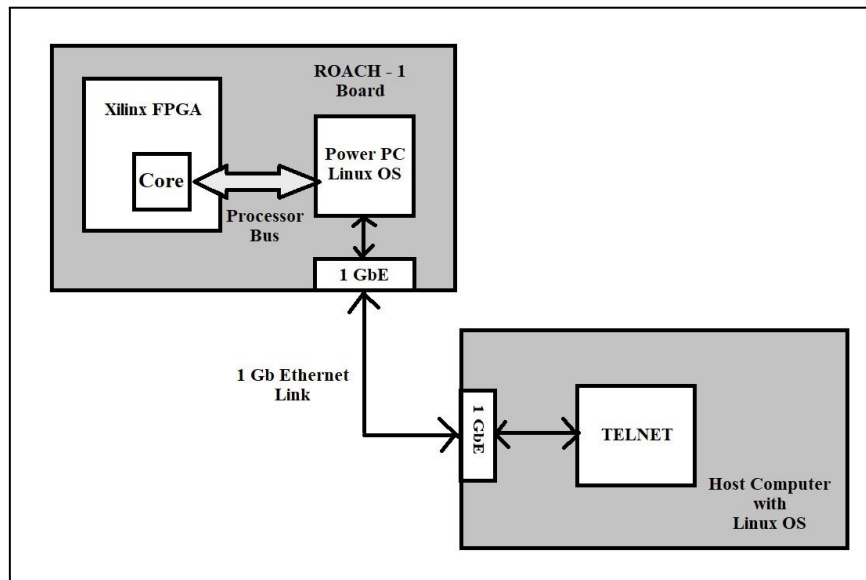 ROACH - 1
Board
Xilinx FPGA
Core
Power PC
Linux OS
Processor
Bus
1 GbE
1 Gb Ethernet
Link
1 GbE
TELNET
Host Computer
with
Linux OS